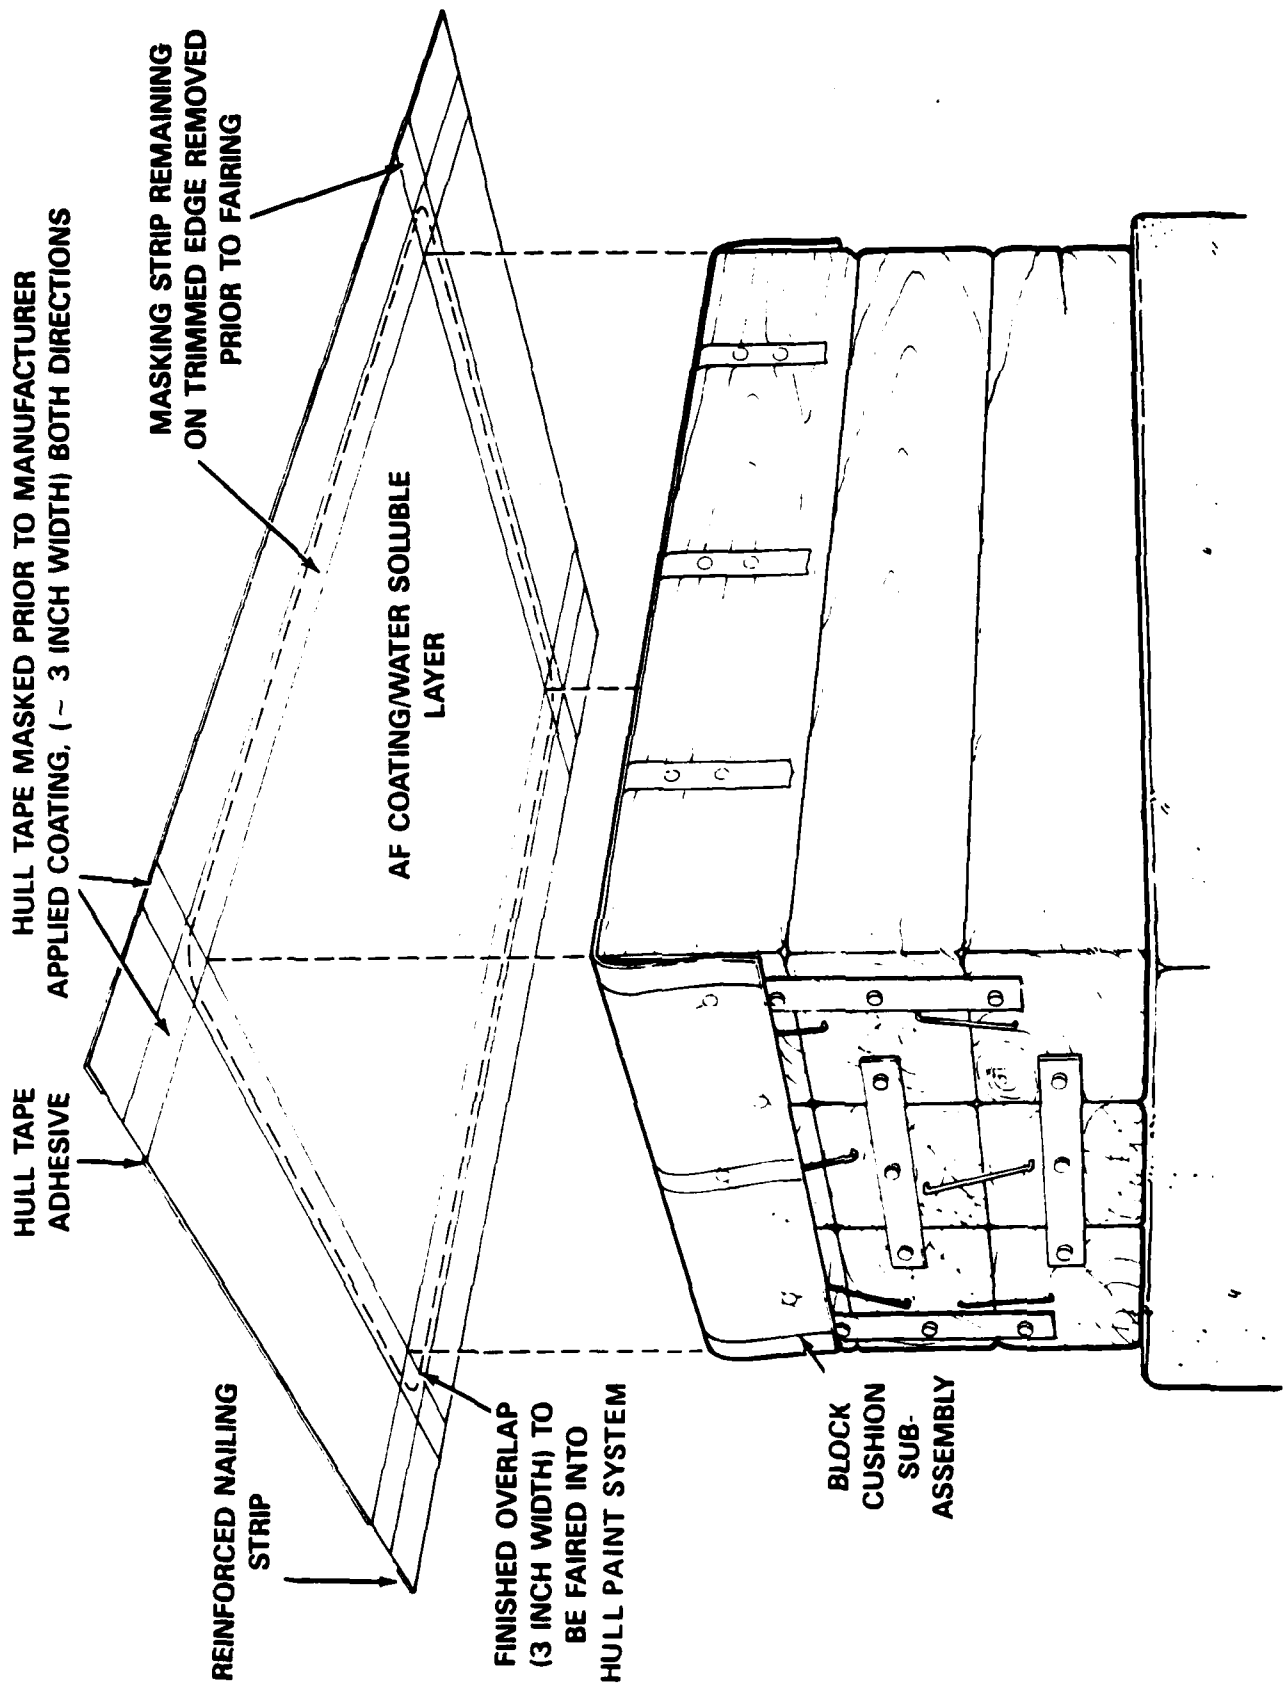 HULL TAPE MASKED PRIOR TO MANUFACTURER
APPLIED COATING, (~ 3 INCH WIDTH) BOTH DIRECTIONS
MASKING STRIP REMAINING
ON TRIMMED EDGE REMOVED
PRIOR TO FAIRING
HULL TAPE
ADHESIVE
AF COATING/WATER SOLUBLE
LAYER
REINFORCED NAILING
STRIP
FINISHED OVERLAP
(3 INCH WIDTH) TO
BE FAIRED INTO
HULL PAINT SYSTEM
BLOCK
CUSHION
SUB-
ASSEMBLY